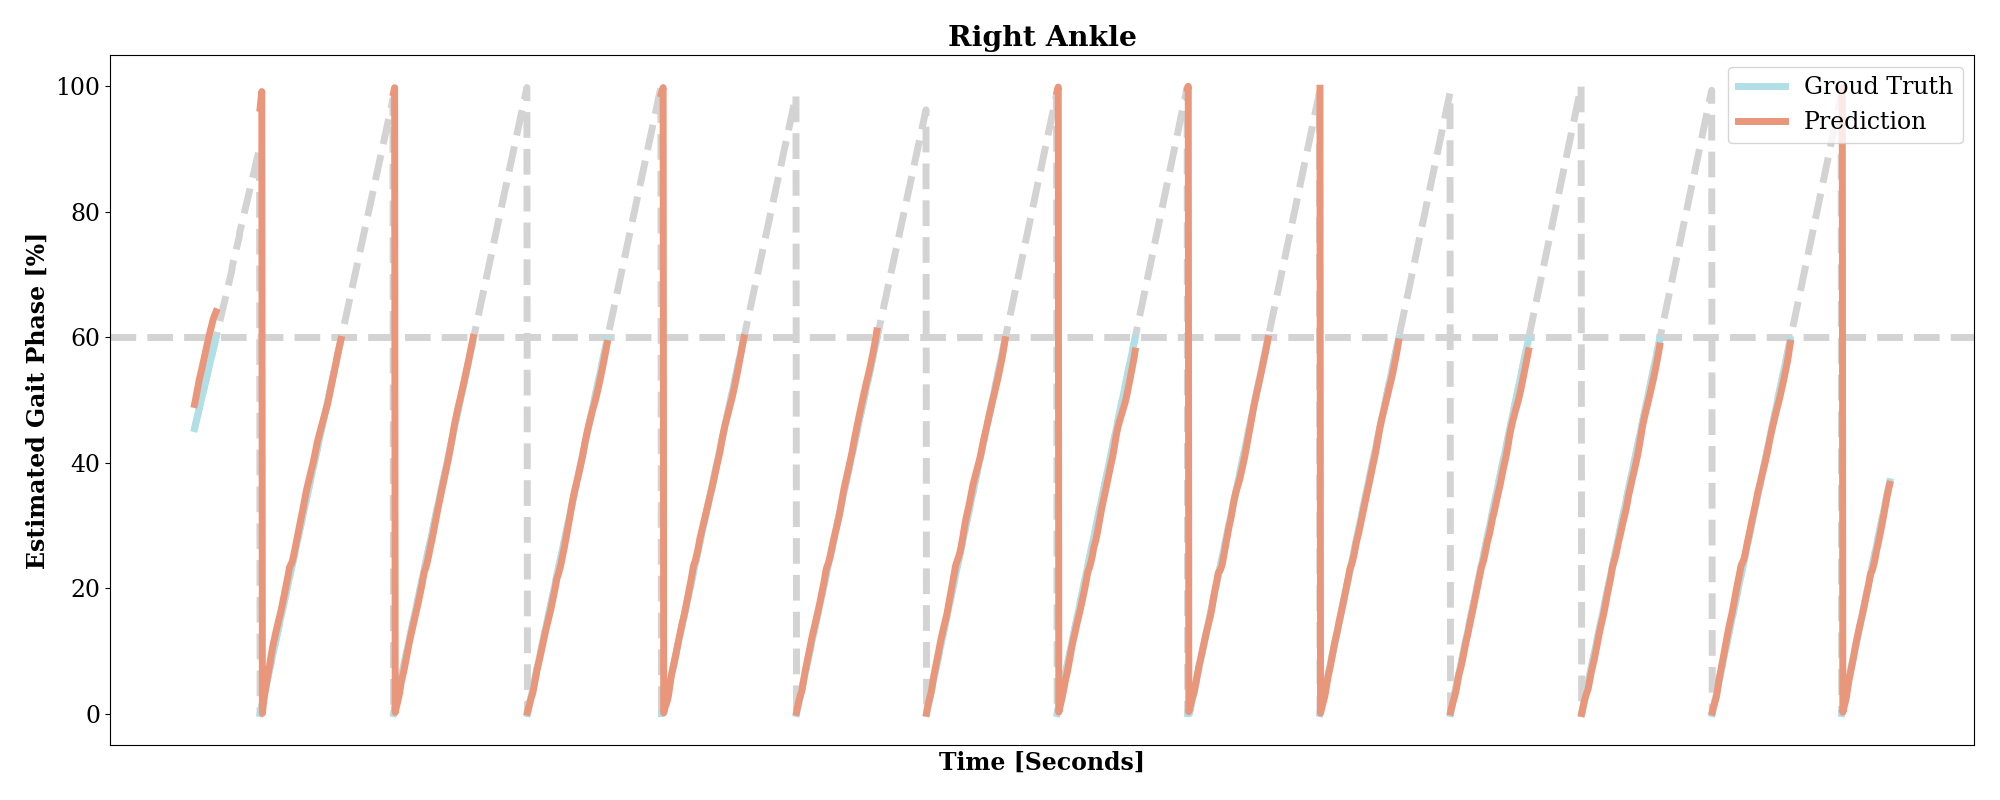 Right Ankle
Groud Truth
Prediction
Estimated Gait Phase [%]
100
80
60
40
20
0
Time [Seconds]